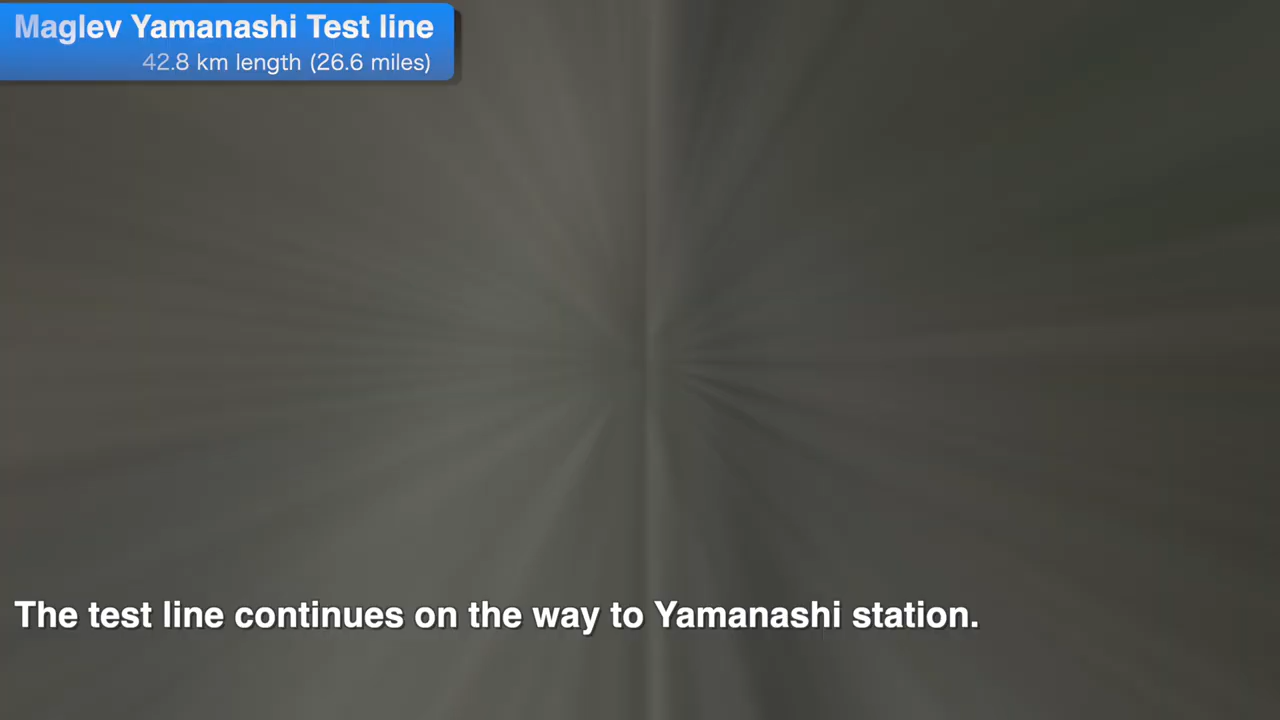 Maglev Yamanashi Test line
42.8 km length (26.6 miles)
The test line continues on the way to Yamanashi station.